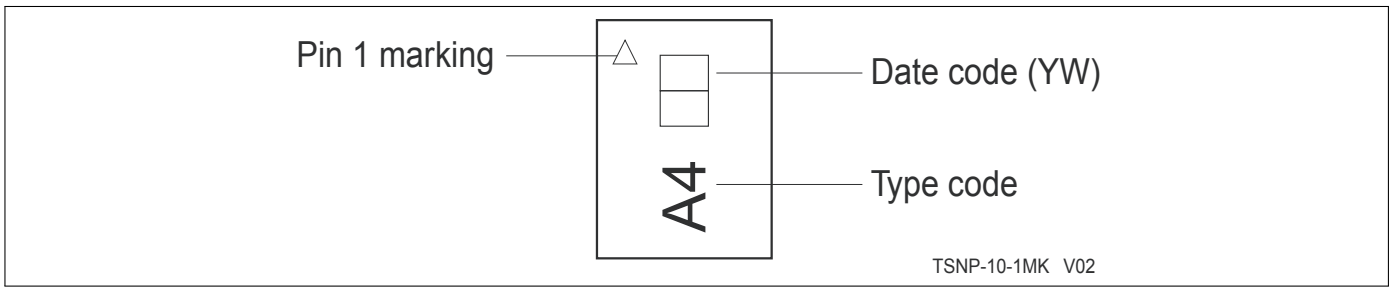 Pin 1 marking
Date code (YW)
A4
Type code
TSNP-10-1MK V02